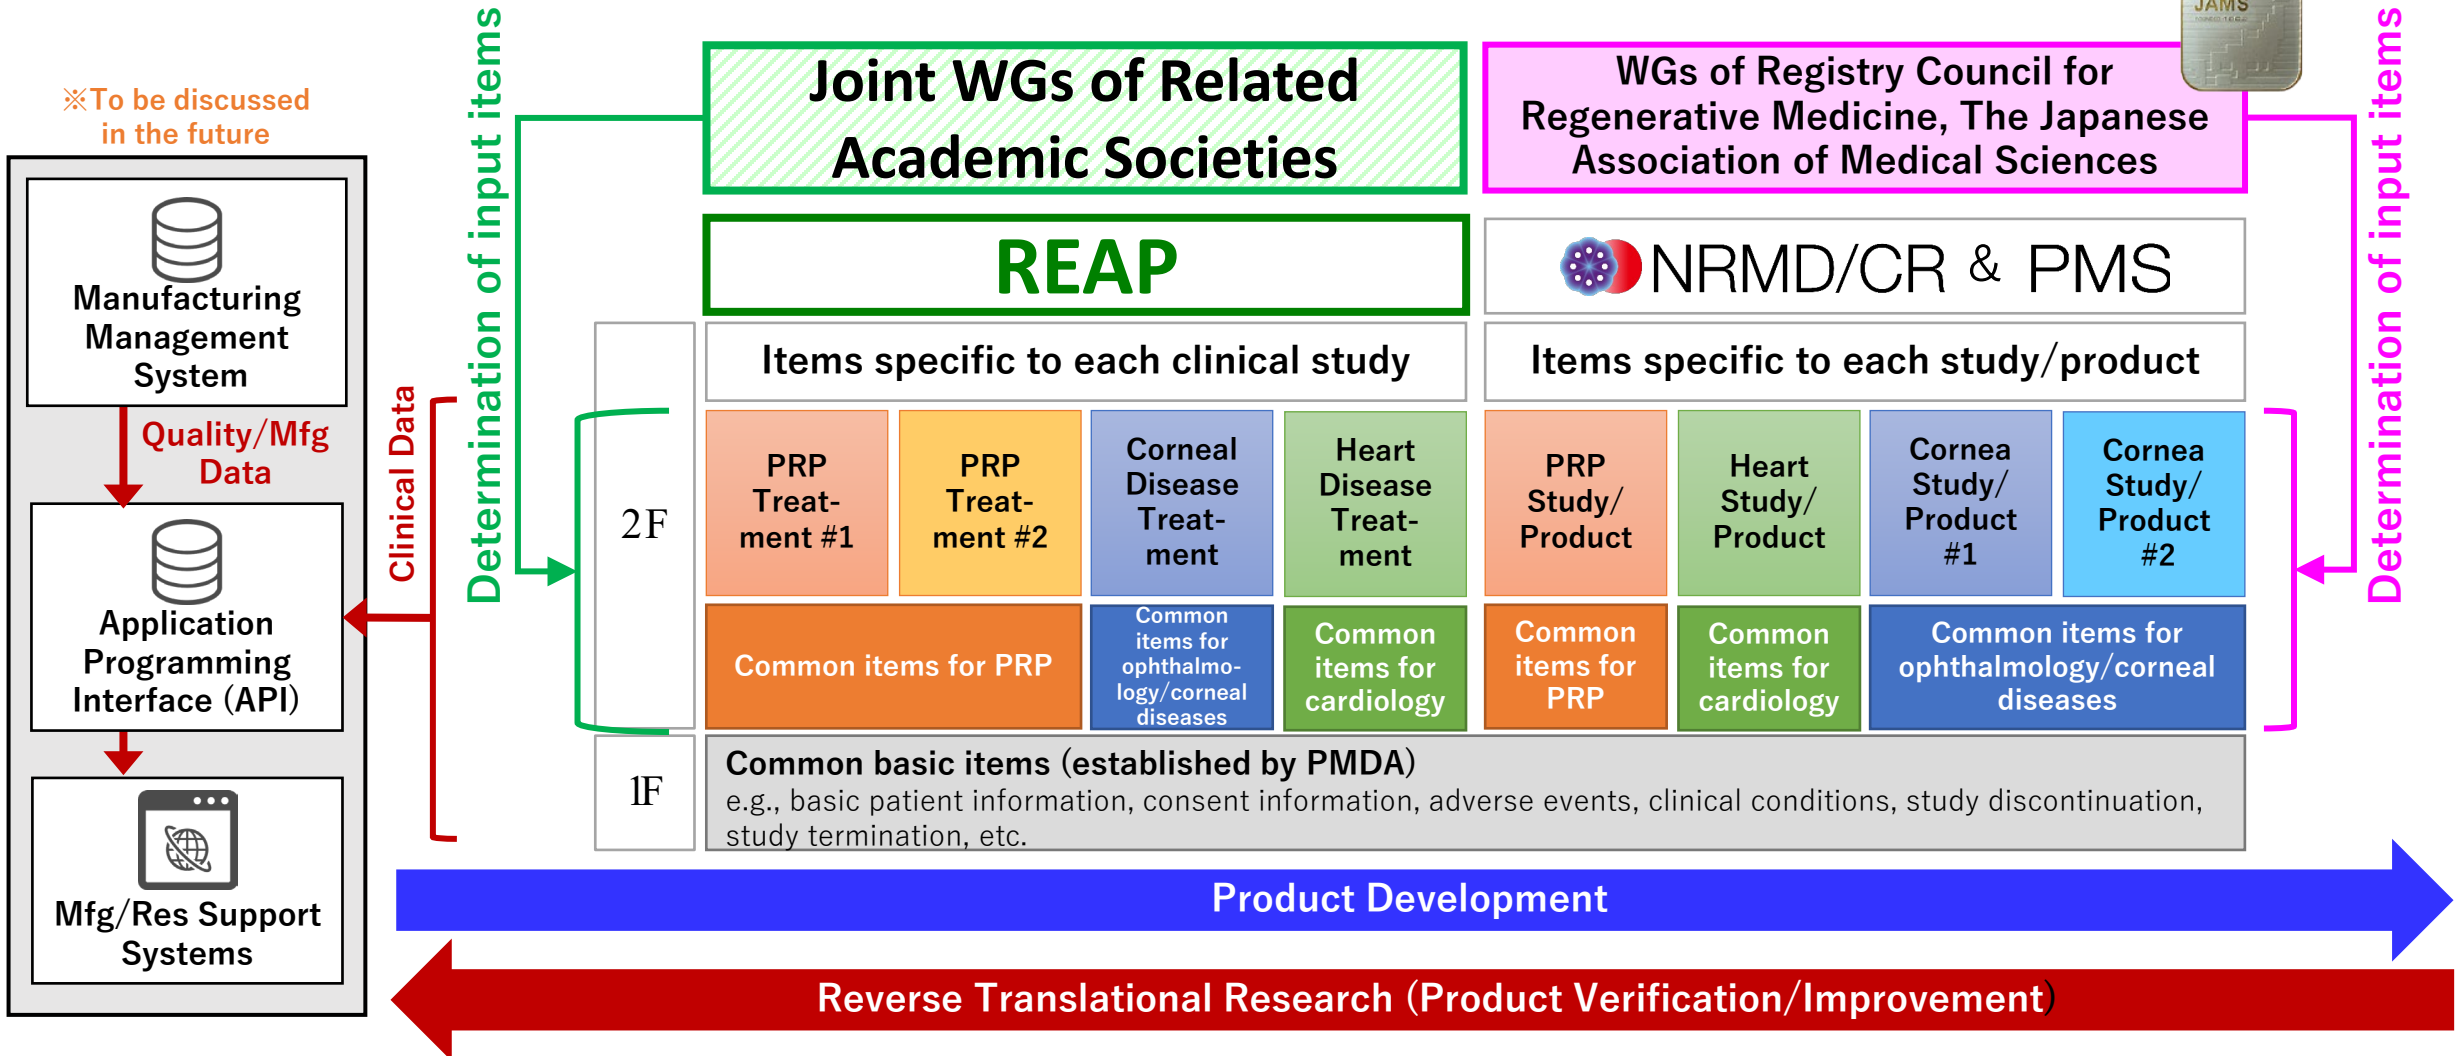 ※To be discussed
in the future
Manufacturing
Management
System
Quality/Mfg
Data
Application
Programming
Interface (API)
Mfg/Res Support
Systems
Clinical Data
Determination of input items
Joint WGs of Related
Academic Societies
JAMS
WGs of Registry Council for
Regenerative Medicine, The Japanese
Association of Medical Sciences
Determination of input items
REAP
NRMD/CR & PMS
2F
Items specific to each clinical study
Items specific to each study/product
PRP
Treat-
ment #1
PRP
Treat-
ment #2
Corneal
Disease
Treat-
ment
Heart
Disease
Treat-
ment
PRP
Study/
Product
Heart
Study/
Product
Cornea
Study/
Product
#1
Cornea
Study/
Product
#2
Common items for PRP
Common
items for
ophthalmo-
logy/corneal
diseases
Common
items for
cardiology
Common
items for
PRP
Common
items for
cardiology
Common items for
ophthalmology/corneal
diseases
1F
Common basic items (established by PMDA)
e.g., basic patient information, consent information, adverse events, clinical conditions, study discontinuation,
study termination, etc.
Product Development
Reverse Translational Research (Product Verification/Improvement)